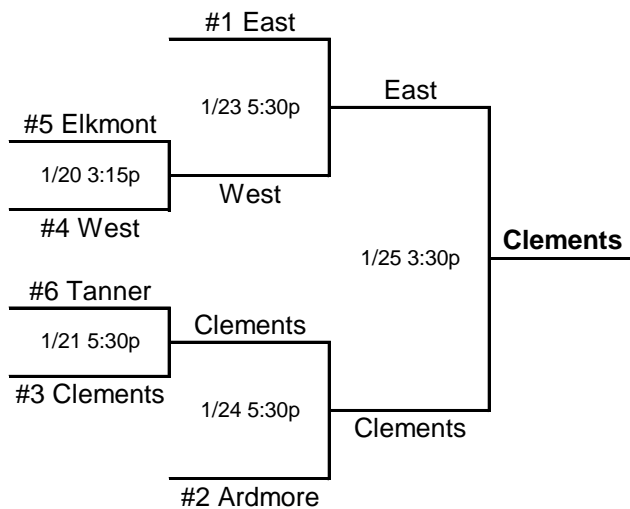 #1 East
1/23 5:30p
East
#5 Elkmont
1/20 3:15p
West
#4 West
Clements
1/25 3:30p
#6 Tanner
Clements
1/21 5:30p
#3 Clements
1/24 5:30p
Clements
#2 Ardmore